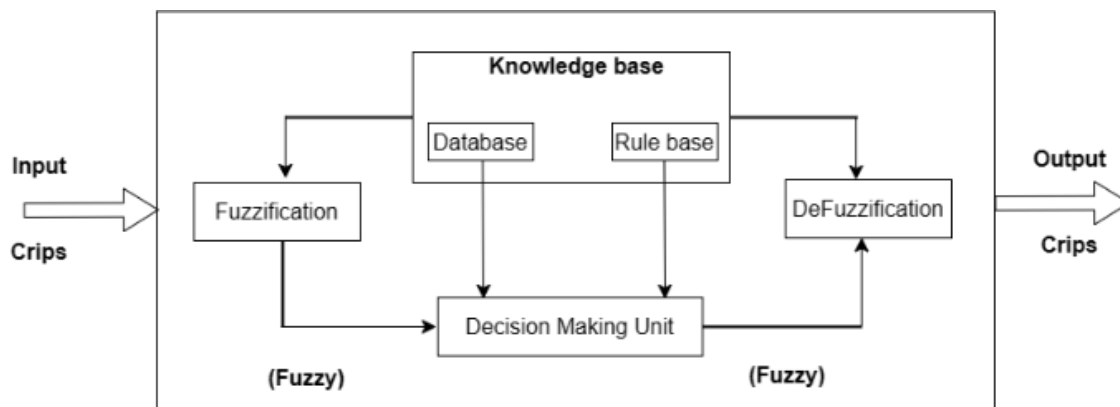 Knowledge base
Database
Rule base
Input
Crips
Fuzzification
DeFuzzification
Output
Crips
Decision Making Unit
(Fuzzy)
(Fuzzy)